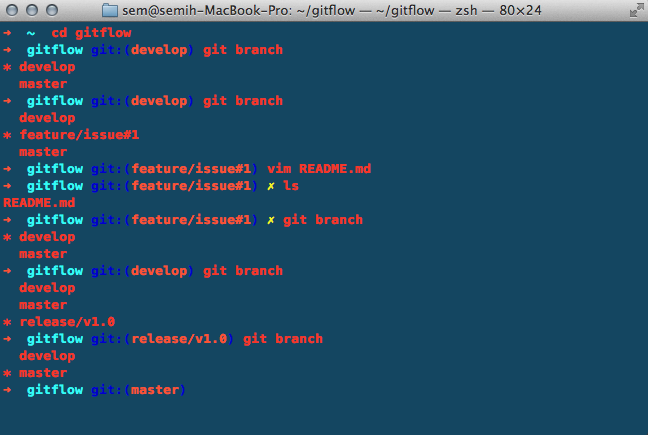 sem@semih-MacBook-Pro: ~/gitflow — ~/gitflow — zsh — 80×24
➜  ~  cd gitflow
➜  gitflow git:(develop) git branch
* develop
  master
➜  gitflow git:(develop) git branch
  develop
* feature/issue#1
  master
➜  gitflow git:(feature/issue#1) vim README.md
➜  gitflow git:(feature/issue#1) ✗ ls
README.md
➜  gitflow git:(feature/issue#1) ✗ git branch
* develop
  master
➜  gitflow git:(develop) git branch
  develop
  master
* release/v1.0
➜  gitflow git:(release/v1.0) git branch
  develop
* master
➜  gitflow git:(master)